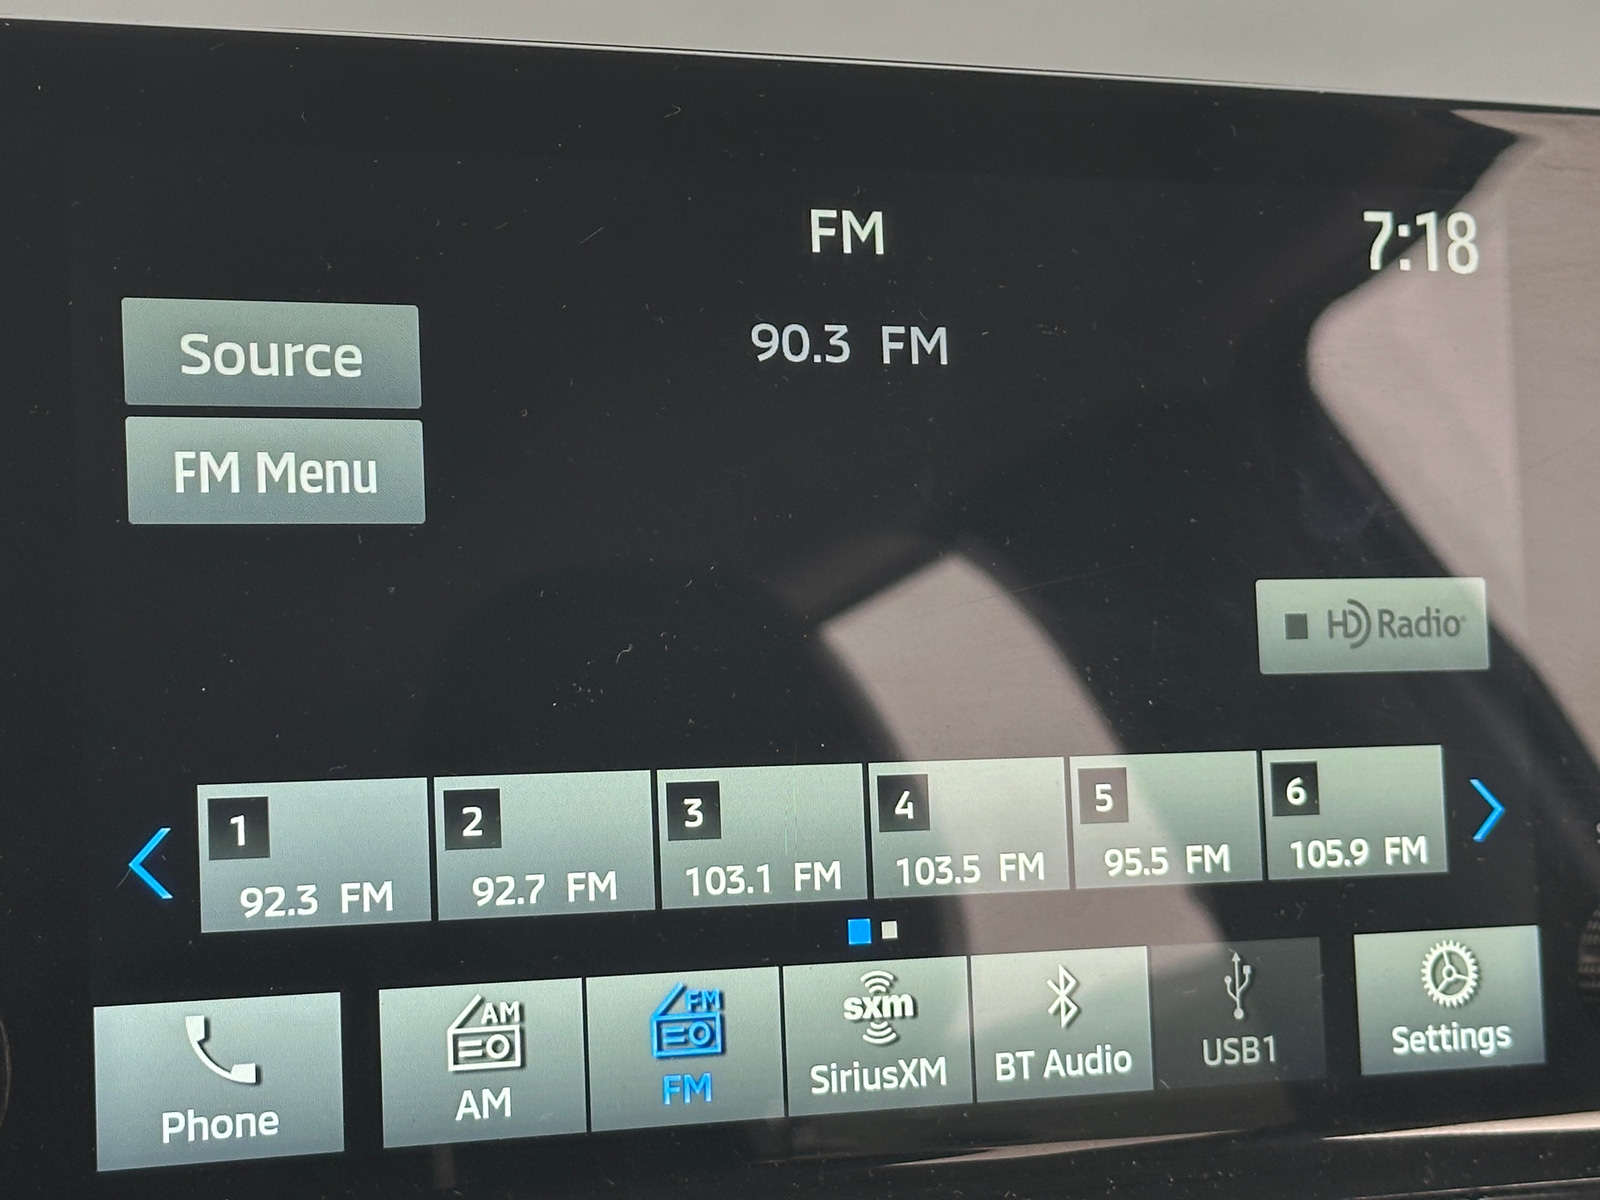 FM
7:18
Source
90.3 FM
FM Menu
HD Radio
1
2
3
4
5
6
92.3 FM
92.7 FM
103.1 FM
103.5 FM
95.5 FM
105.9 FM
Phone
AM
AM
FM
FM
sxm
SiriusXM
BT Audio
USB1
Settings